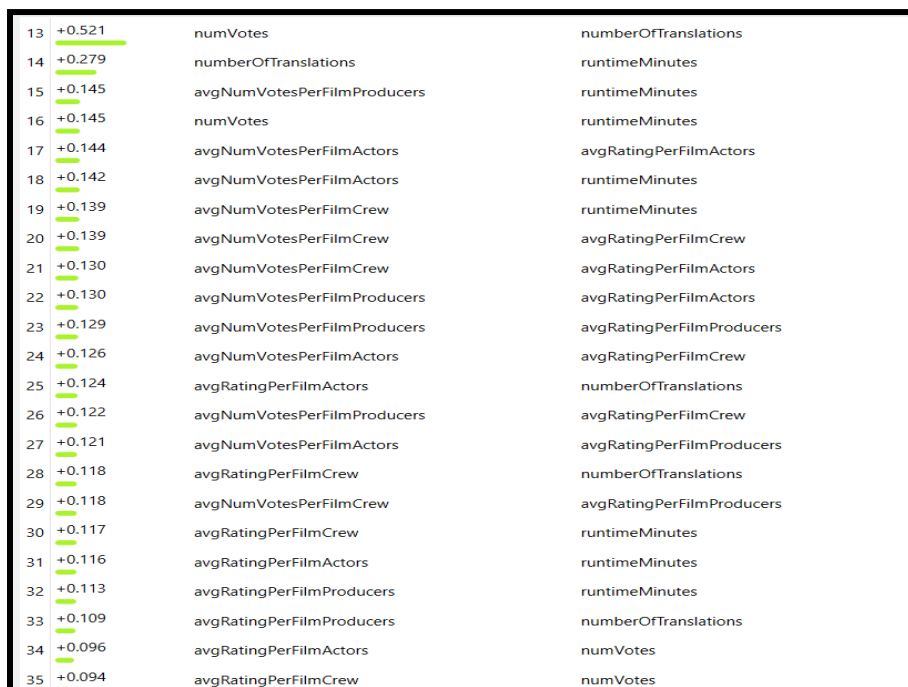 13 +0.521 numVotes numberOfTranslations
14 +0.279 numberOfTranslations runtimeMinutes
15 +0.145 avgNumVotesPerFilmProducers runtimeMinutes
16 +0.145 numVotes runtimeMinutes
17 +0.144 avgNumVotesPerFilmActors avgRatingPerFilmActors
18 +0.142 avgNumVotesPerFilmActors runtimeMinutes
19 +0.139 avgNumVotesPerFilmCrew runtimeMinutes
20 +0.139 avgNumVotesPerFilmCrew avgRatingPerFilmCrew
21 +0.130 avgNumVotesPerFilmCrew avgRatingPerFilmActors
22 +0.130 avgNumVotesPerFilmProducers avgRatingPerFilmActors
23 +0.129 avgNumVotesPerFilmProducers avgRatingPerFilmProducers
24 +0.126 avgNumVotesPerFilmActors avgRatingPerFilmCrew
25 +0.124 avgRatingPerFilmActors numberOfTranslations
26 +0.122 avgNumVotesPerFilmProducers avgRatingPerFilmCrew
27 +0.121 avgNumVotesPerFilmActors avgRatingPerFilmProducers
28 +0.118 avgRatingPerFilmCrew numberOfTranslations
29 +0.118 avgNumVotesPerFilmCrew avgRatingPerFilmProducers
30 +0.117 avgRatingPerFilmCrew runtimeMinutes
31 +0.116 avgRatingPerFilmActors runtimeMinutes
32 +0.113 avgRatingPerFilmProducers runtimeMinutes
33 +0.109 avgRatingPerFilmProducers numberOfTranslations
34 +0.096 avgRatingPerFilmActors numVotes
35 +0.094 avgRatingPerFilmCrew numVotes